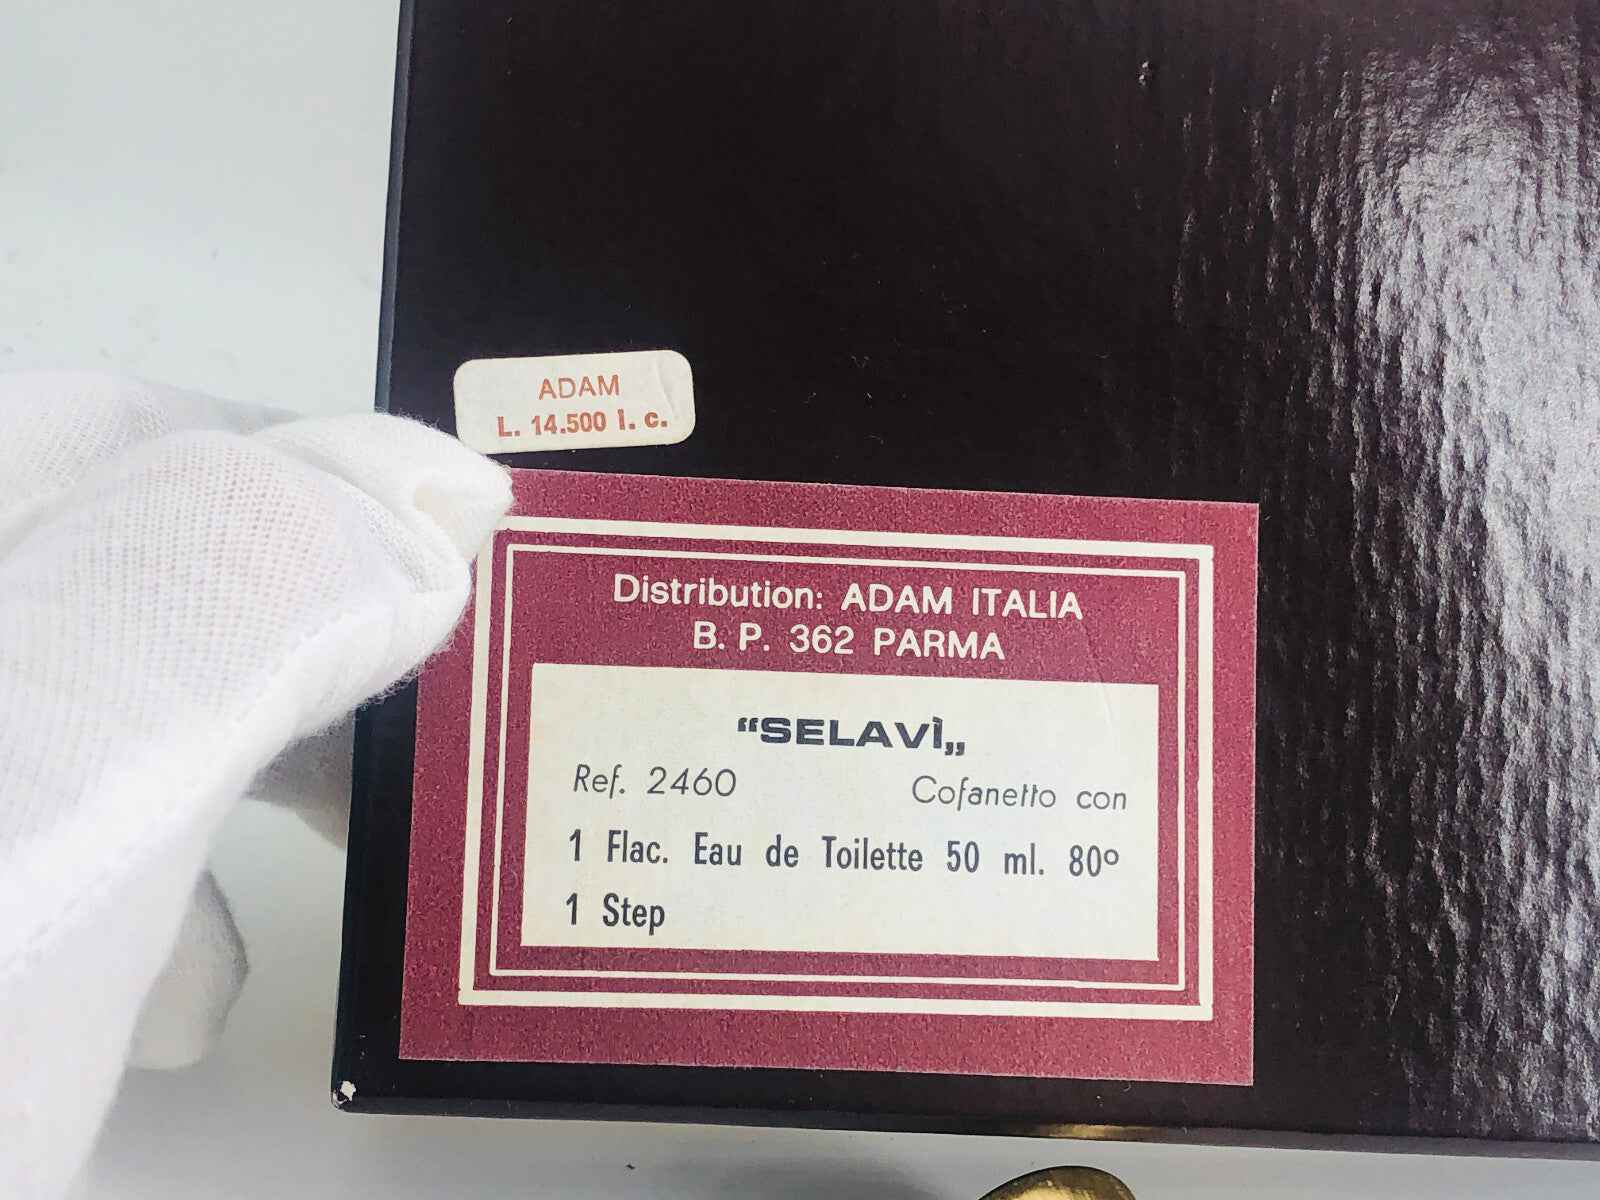 ADAM
L. 14.500 I. c.
Distribution: ADAM ITALIA
B. P. 362 PARMA
“SELAVÌ„
Ref. 2460 Cofanetto con
1 Flac. Eau de Toilette 50 ml. 80º
1 Step